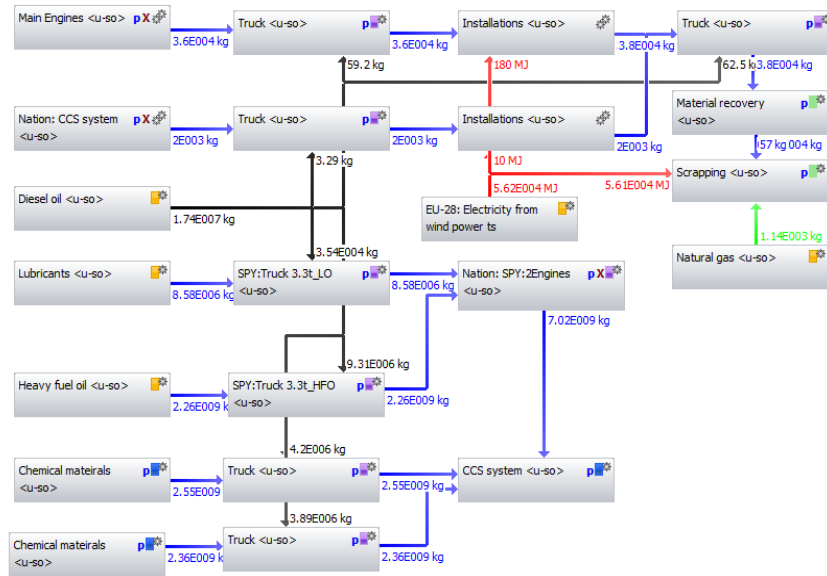 Main Engines <u-so> pX
Truck <u-so> p
Installations <u-so>
Truck <u-so> p
3.6E004 kg
3.6E004 kg
3.8E004 kg
59.2 kg
180 MJ
62.5
3.8E004 kg
Nation: CCS system pX
<u-so>
Truck <u-so> p
Installations <u-so>
Material recovery p
<u-so>
2E003 kg
2E003 kg
2E003 kg
57 kg 004 kg
3.29 kg
10 MJ
Scrapping <u-so> p
5.62E004 MJ
5.61E004 MJ
Diesel oil <u-so>
1.74E007 kg
EU-28: Electricity from
wind power ts
1.14E003 kg
3.54E004 kg
Natural gas <u-so>
Lubricants <u-so>
SPY:Truck 3.3t_LO p
<u-so>
Nation: SPY:2Engines pX
<u-so>
8.58E006 kg
8.58E006 kg
7.02E009 kg
9.31E006 kg
Heavy fuel oil <u-so>
SPY:Truck 3.3t_HFO p
<u-so>
2.26E009 k
2.26E009 kg
4.2E006 kg
Chemical mateirals p
<u-so>
Truck <u-so> p
CCS system <u-so> p
2.55E009
2.55E009 kg
3.89E006 kg
Chemical mateirals p
<u-so>
Truck <u-so> p
2.36E009 k
2.36E009 kg